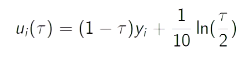 uᵢ(τ) = (1 − τ)yᵢ + 1/10 ln(τ/2)